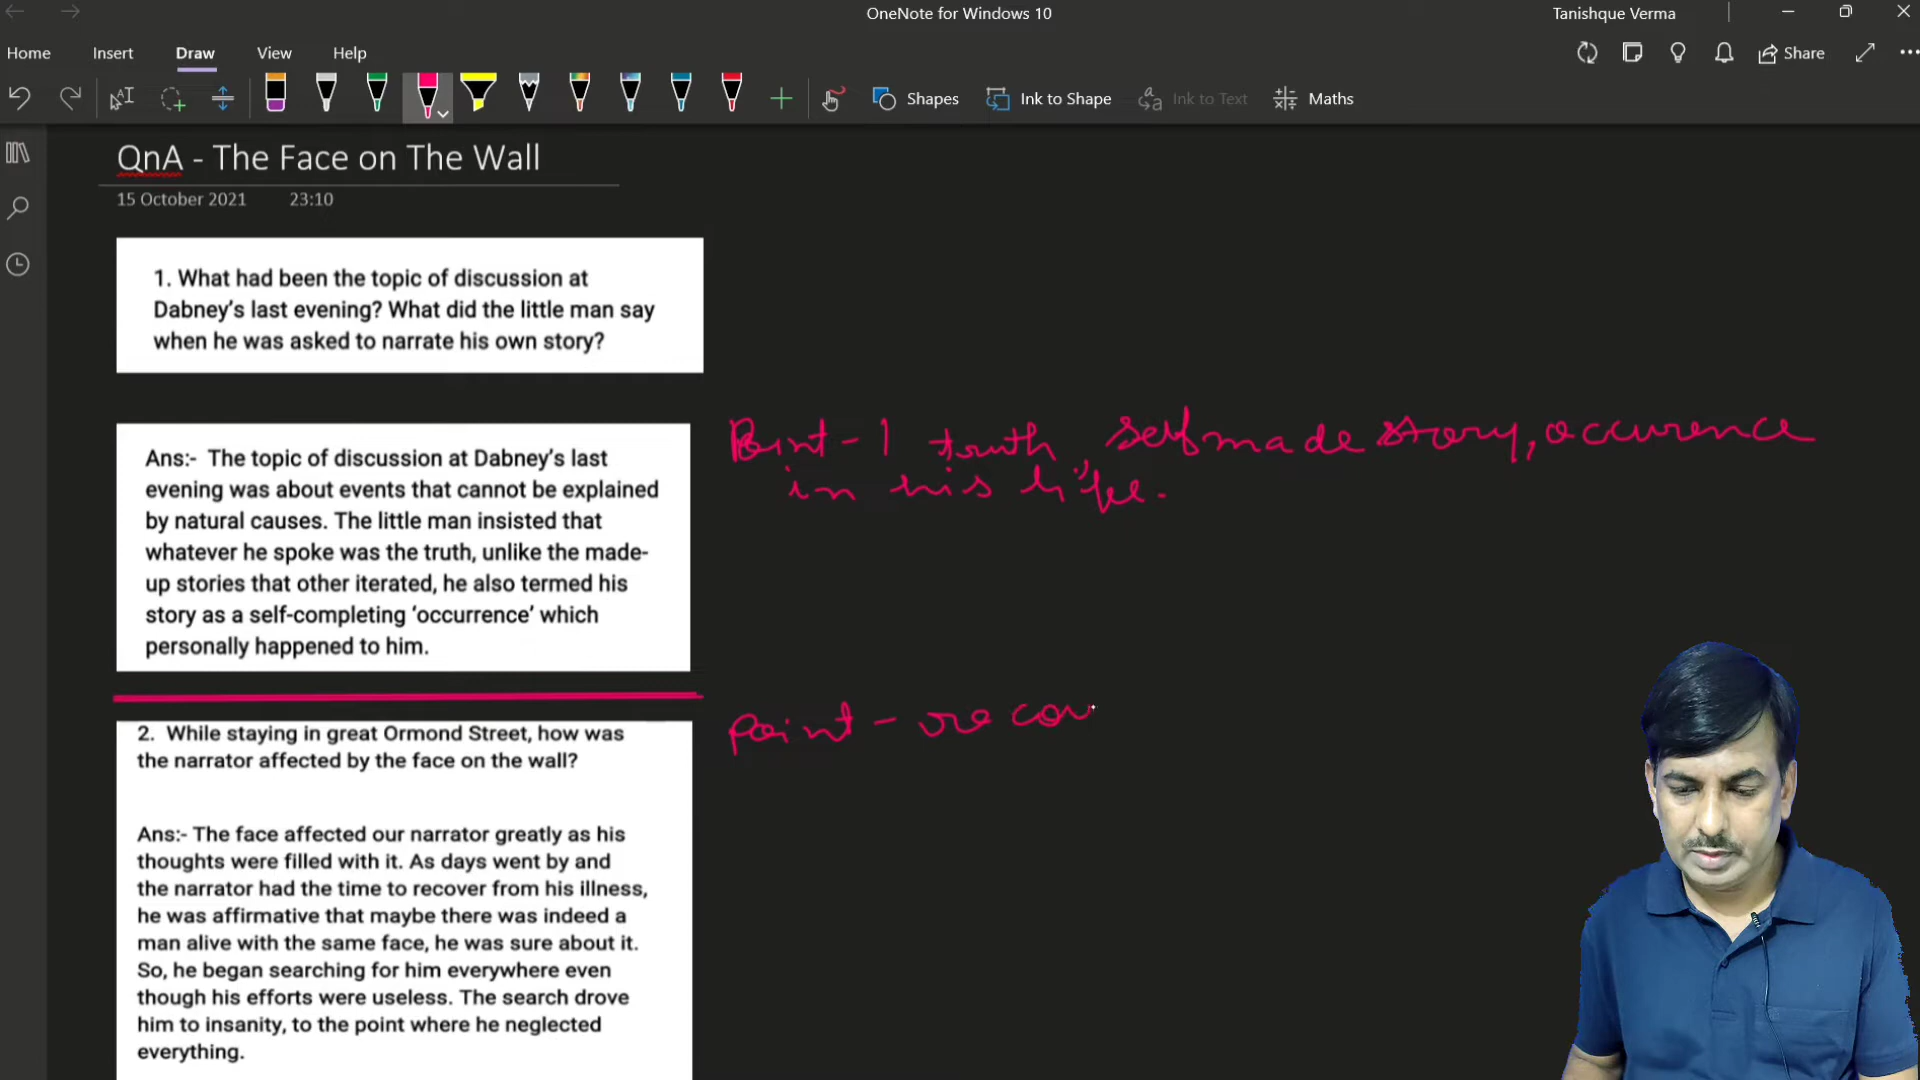 OneNote for Windows 10
Tanishque Verma
Home Insert Draw View Help
Share
Shapes Ink to Shape Ink to Text Maths
QnA - The Face on The Wall
15 October 2021 23:10
1. What had been the topic of discussion at
Dabney's last evening? What did the little man say
when he was asked to narrate his own story?
Ans:- The topic of discussion at Dabney's last
evening was about events that cannot be explained
by natural causes. The little man insisted that
whatever he spoke was the truth, unlike the made-
up stories that other iterated, he also termed his
story as a self-completing 'occurrence' which
personally happened to him.
Point - 1 truth, self made story, occurence
in his life.
2. While staying in great Ormond Street, how was
the narrator affected by the face on the wall?
Point - recov
Ans:- The face affected our narrator greatly as his
thoughts were filled with it. As days went by and
the narrator had the time to recover from his illness,
he was affirmative that maybe there was indeed a
man alive with the same face, he was sure about it.
So, he began searching for him everywhere even
though his efforts were useless. The search drove
him to insanity, to the point where he neglected
everything.